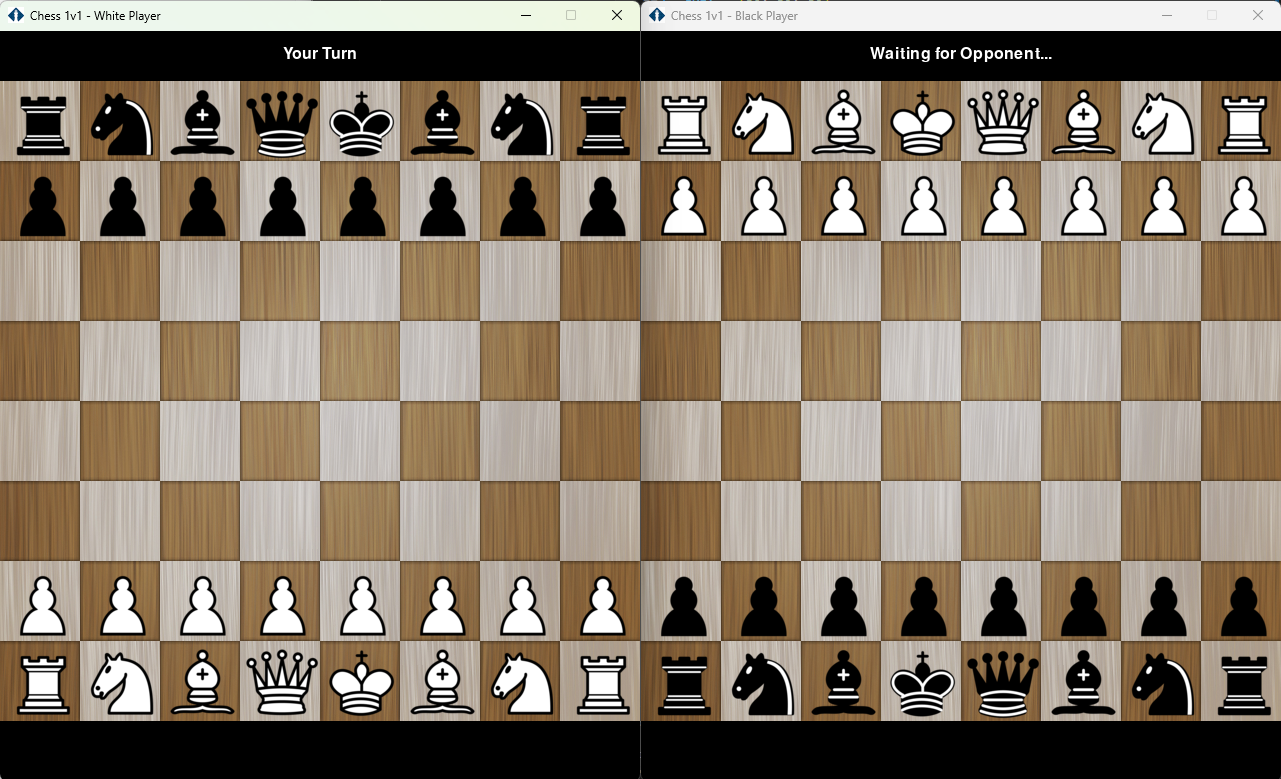 Chess 1v1 - White Player
Your Turn
Chess 1v1 - Black Player
Waiting for Opponent...